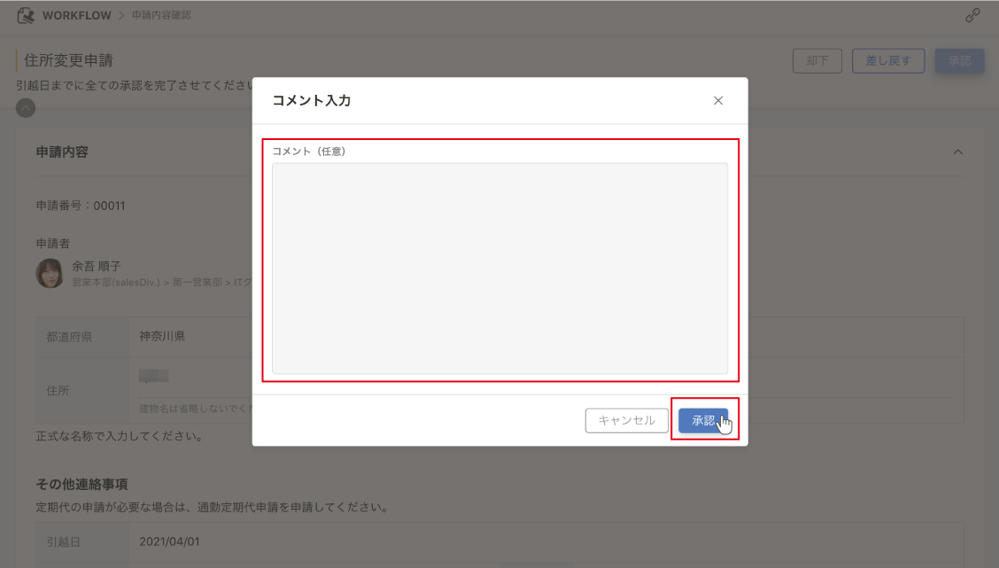 WORKFLOW > 申請内容確認
住所変更申請
却下
差し戻す
承認
引越日までに全ての承認を完了させてください
コメント入力
コメント（任意）
キャンセル
承認
申請内容
申請番号：00011
申請者
余吾 順子
営業本部(salesDiv.) > 第一営業部 > ITグ
都道府県
神奈川県
住所
建物名は省略しないでくだ
正式な名称で入力してください。
その他連絡事項
定期代の申請が必要な場合は、通勤定期代申請を申請してください。
引越日
2021/04/01